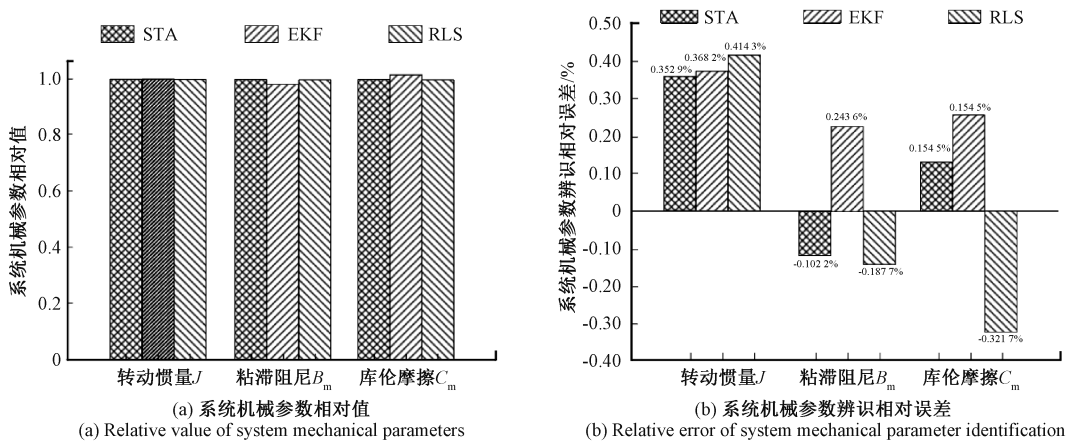 STA EKF RLS
系统机械参数相对值
1.0
0.8
0.6
0.4
0.2
0
转动惯量J 粘滞阻尼Bm 库伦摩擦Cm
(a) 系统机械参数相对值
(a) Relative value of system mechanical parameters
STA EKF RLS
系统机械参数辨识相对误差/%
0.50
0.40
0.30
0.20
0.10
0
-0.10
-0.20
-0.30
-0.40
0.352 9% 0.368 2% 0.414 3%
-0.102 2% 0.243 6% -0.187 7%
0.154 5% 0.154 5% -0.321 7%
转动惯量J 粘滞阻尼Bm 库伦摩擦Cm
(b) 系统机械参数辨识相对误差
(b) Relative error of system mechanical parameter identification